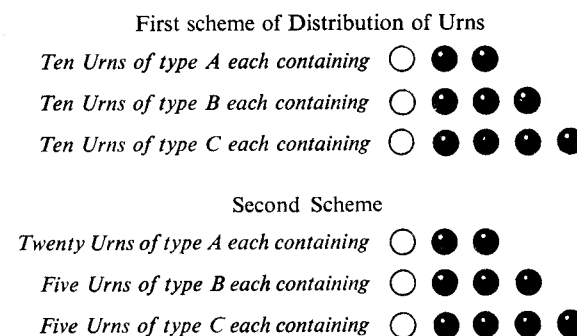 First scheme of Distribution of Urns
Ten Urns of type A each containing
Ten Urns of type B each containing
Ten Urns of type C each containing
Second Scheme
Twenty Urns of type A each containing
Five Urns of type B each containing
Five Urns of type C each containing